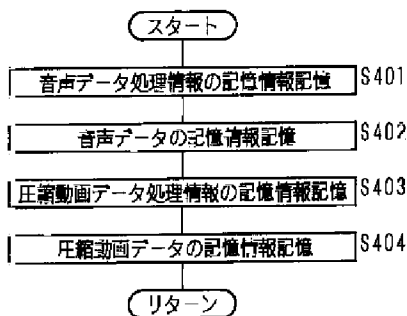 スタート
音声データ処理情報の記憶情報記憶 S401
音声データの記憶情報記憶 S402
圧縮動画データ処理情報の記憶情報記憶 S403
圧縮動画データの記憶情報記憶 S404
リターン